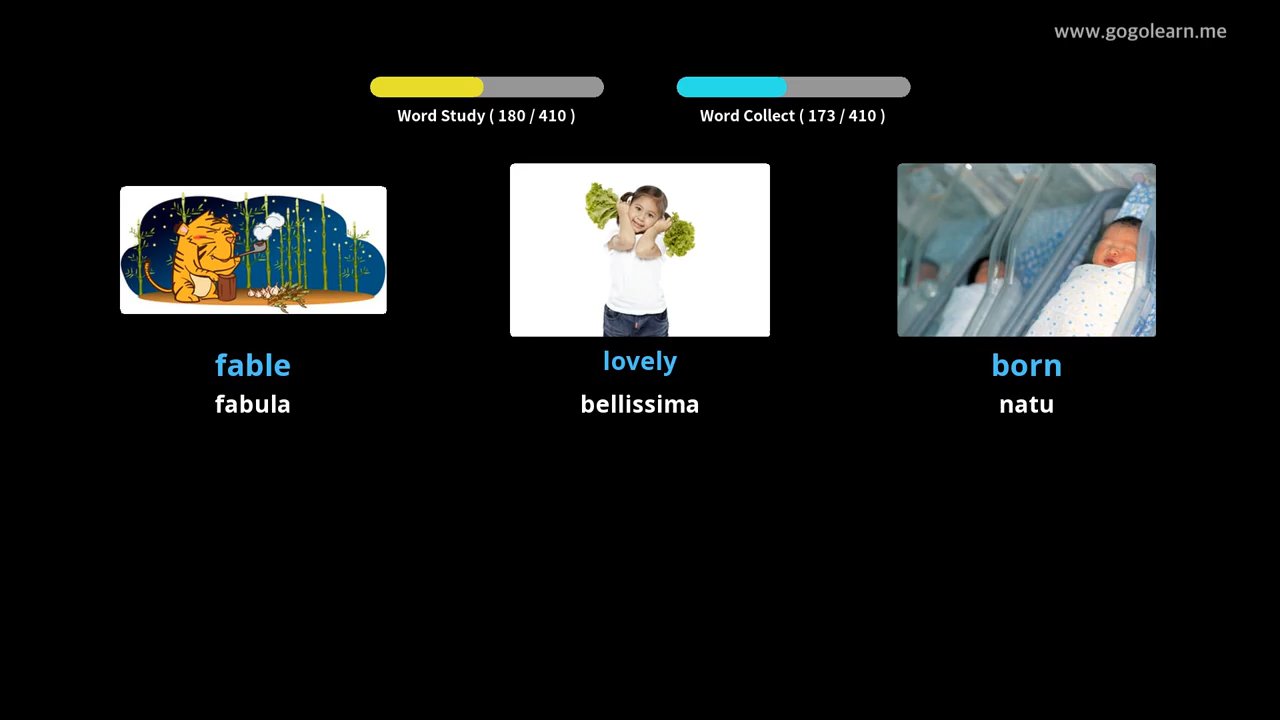 www.gogolearn.me
Word Study ( 180 / 410 )
Word Collect ( 173 / 410 )
fable
fabula
lovely
bellissima
born
natu